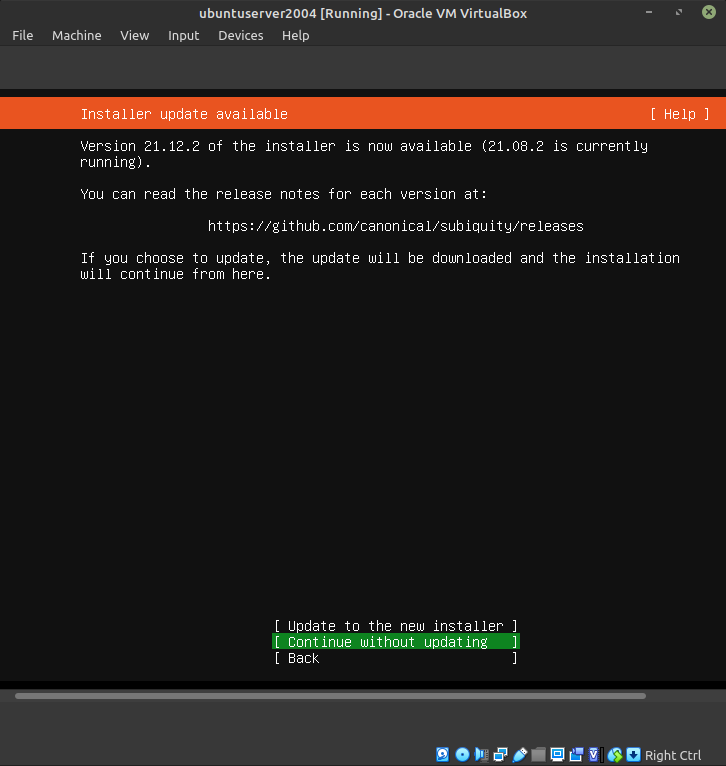 ubuntuserver2004 [Running] - Oracle VM VirtualBox
File Machine View Input Devices Help
Installer update available [ Help ]
Version 21.12.2 of the installer is now available (21.08.2 is currently
running).
You can read the release notes for each version at:
https://github.com/canonical/subiquity/releases
If you choose to update, the update will be downloaded and the installation
will continue from here.
[ Update to the new installer ]
[ Continue without updating ]
[ Back ]
Right Ctrl